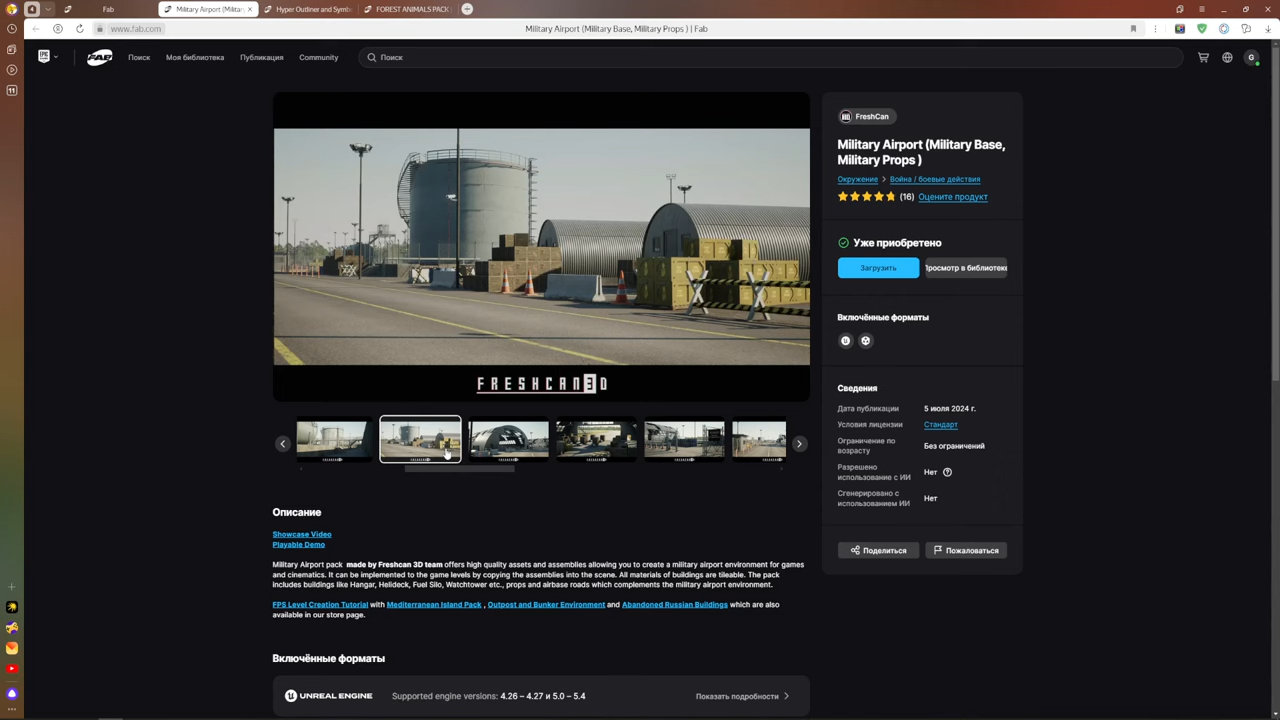 4
Fab
Military Airport (Military
Hyper Outliner and Symb
FOREST ANIMALS PACK
www.fab.com
Military Airport (Military Base, Military Props ) | Fab
11
EPIC
FAB
Поиск
Моя библиотека
Публикация
Community
Поиск
G
FRESHCAN3D
FreshCan
Military Airport (Military Base,
Military Props )
Окружение > Война / боевые действия
(16) Оцените продукт
Уже приобретено
Загрузить
Просмотр в библиотеке
Включённые форматы
Сведения
Дата публикации 5 июля 2024 г.
Условия лицензии Стандарт
Ограничение по возрасту Без ограничений
Разрешено использование с ИИ Нет
Сгенерировано с использованием ИИ Нет
Поделиться
Пожаловаться
Описание
Showcase Video
Playable Demo
Military Airport pack made by Freshcan 3D team offers high quality assets and assemblies allowing you to create a military airport environment for games
and cinematics. It can be implemented to the game levels by copying the assemblies into the scene. All materials of buildings are tileable. The pack
includes buildings like Hangar, Helidock, Fuel Silo, Watchtower etc., props and airbase roads which complements the military airport environment.
FPS Level Creation Tutorial with Mediterranean Island Pack , Outpost and Bunker Environment and Abandoned Russian Buildings which are also
available in our store page.
Включённые форматы
UNREAL ENGINE
Supported engine versions: 4.26 – 4.27 и 5.0 – 5.4
Показать подробности